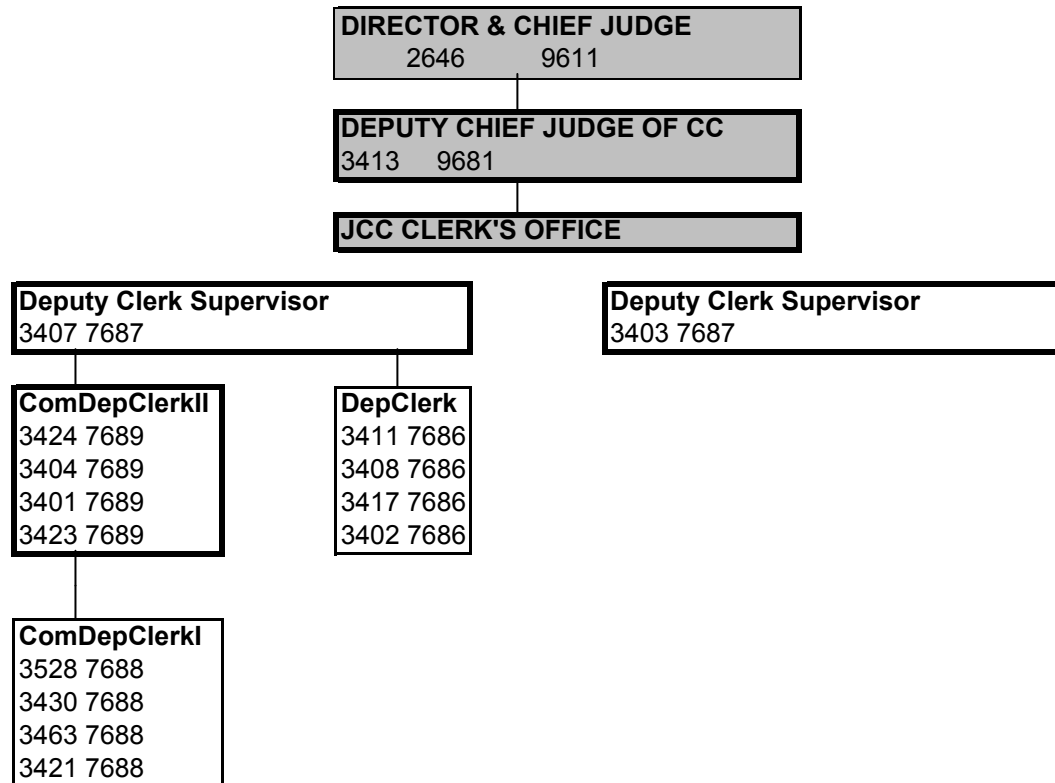 DIRECTOR & CHIEF JUDGE
2646 9611
DEPUTY CHIEF JUDGE OF CC
3413 9681
JCC CLERK'S OFFICE
Deputy Clerk Supervisor
3407 7687
Deputy Clerk Supervisor
3403 7687
ComDepClerkII
3424 7689
3404 7689
3401 7689
3423 7689
DepClerk
3411 7686
3408 7686
3417 7686
3402 7686
ComDepClerkI
3528 7688
3430 7688
3463 7688
3421 7688